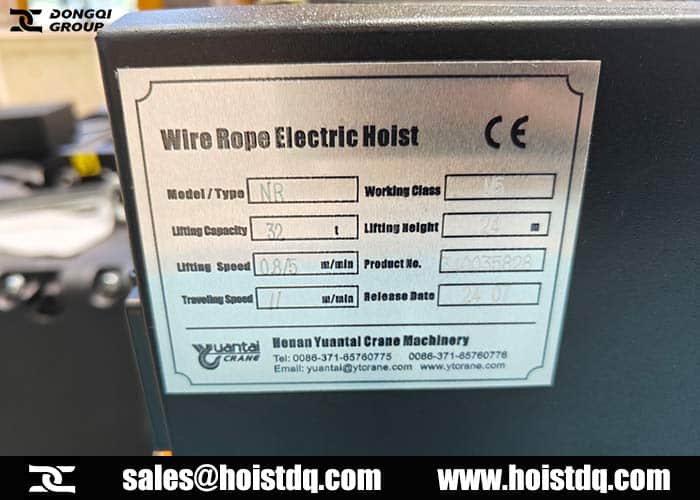 DONGQI
GROUP
Wire Rope Electric Hoist CE
Model / Type NR Working Class M5
Lifting Capacity 32 t Lifting Height 24 m
Lifting Speed 0.8/5 m/min Product No.
Traveling Speed 11 m/min Release Date 24 07
Yuantai
CRANE
Henan Yuantai Crane Machinery
Tel: 0086-371-65760775 0086-371-65760776
Email: yuantai@ytcrane.com www.ytcrane.com
sales@hoistdq.com www.hoistdq.com